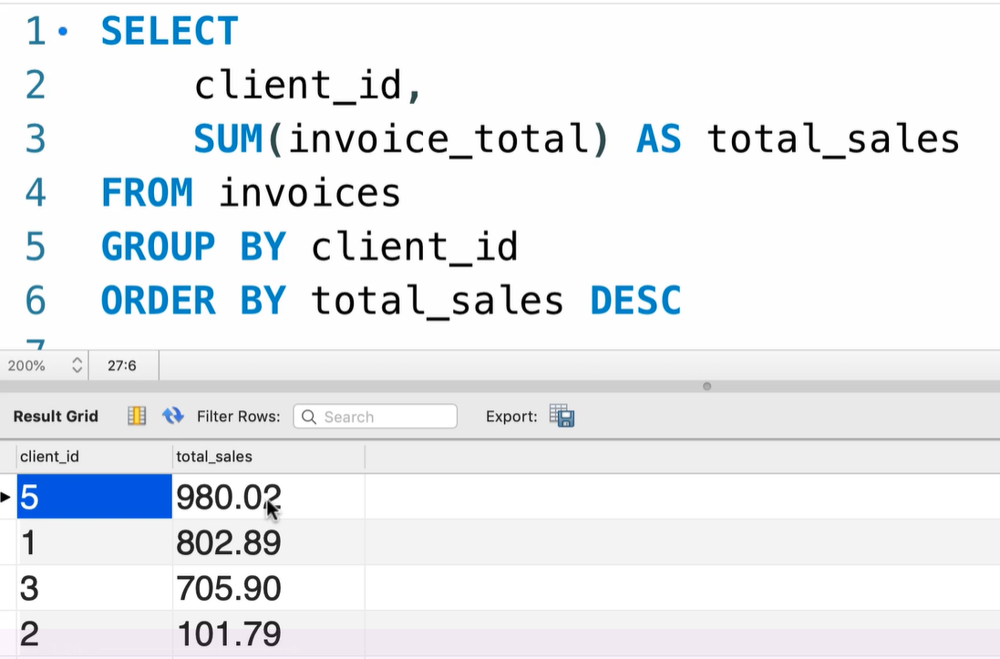 1 SELECT
2 client_id,
3 SUM(invoice_total) AS total_sales
4 FROM invoices
5 GROUP BY client_id
6 ORDER BY total_sales DESC
7
200% 27:6
Result Grid Filter Rows: Search Export:
client_id total_sales
5 980.02
1 802.89
3 705.90
2 101.79